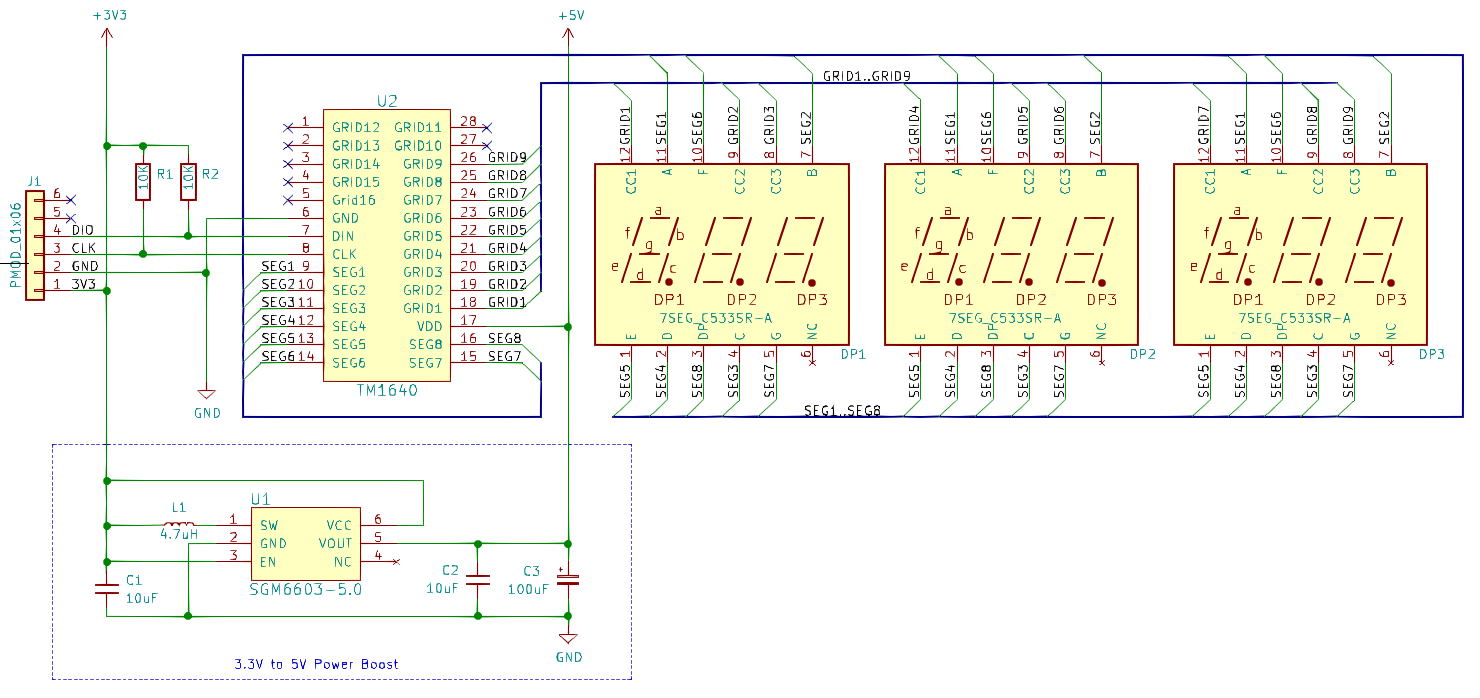 +3V3
+5V
GRID1..GRID9
U2
1 GRID12 GRID11 28
2 GRID13 GRID10 27
3 GRID14 GRID9 26 GRID9
4 GRID15 GRID8 25 GRID8
5 Grid16 GRID7 24 GRID7
6 GND GRID6 23 GRID6
7 DIN GRID5 22 GRID5
8 CLK GRID4 21 GRID4
SEG1 9 SEG1 GRID3 20 GRID3
SEG2 10 SEG2 GRID2 19 GRID2
SEG3 11 SEG3 GRID1 18 GRID1
SEG4 12 SEG4 VDD 17
SEG5 13 SEG5 SEG8 16 SEG8
SEG6 14 SEG6 SEG7 15 SEG7
TM1640
10K R1
10K R2
J1
PMOD_01x06
6
5
4 DIO
3 CLK
2 GND
1 3V3
GND
GRID1 SEG1 SEG6 GRID2 GRID3 SEG2
12 11 10 9 8 7
CC1 A F CC2 CC3 B
a
f b
g
e d c
DP1 DP2 DP3
7SEG_C533SR-A
E D DP C G NC
1 2 3 4 5 6
SEG5 SEG4 SEG8 SEG3 SEG7
DP1
GRID4 SEG1 SEG6 GRID5 GRID6 SEG2
12 11 10 9 8 7
CC1 A F CC2 CC3 B
a
f b
g
e d c
DP1 DP2 DP3
7SEG_C533SR-A
E D DP C G NC
1 2 3 4 5 6
SEG5 SEG4 SEG8 SEG3 SEG7
DP2
GRID7 SEG1 SEG6 GRID8 GRID9 SEG2
12 11 10 9 8 7
CC1 A F CC2 CC3 B
a
f b
g
e d c
DP1 DP2 DP3
7SEG_C533SR-A
E D DP C G NC
1 2 3 4 5 6
SEG5 SEG4 SEG8 SEG3 SEG7
DP3
SEG1..SEG8
L1
4.7uH
U1
1 SW VCC 6
2 GND VOUT 5
3 EN NC 4
SGM6603-5.0
C1
10uF
C2
10uF
C3
100uF
+
GND
3.3V to 5V Power Boost